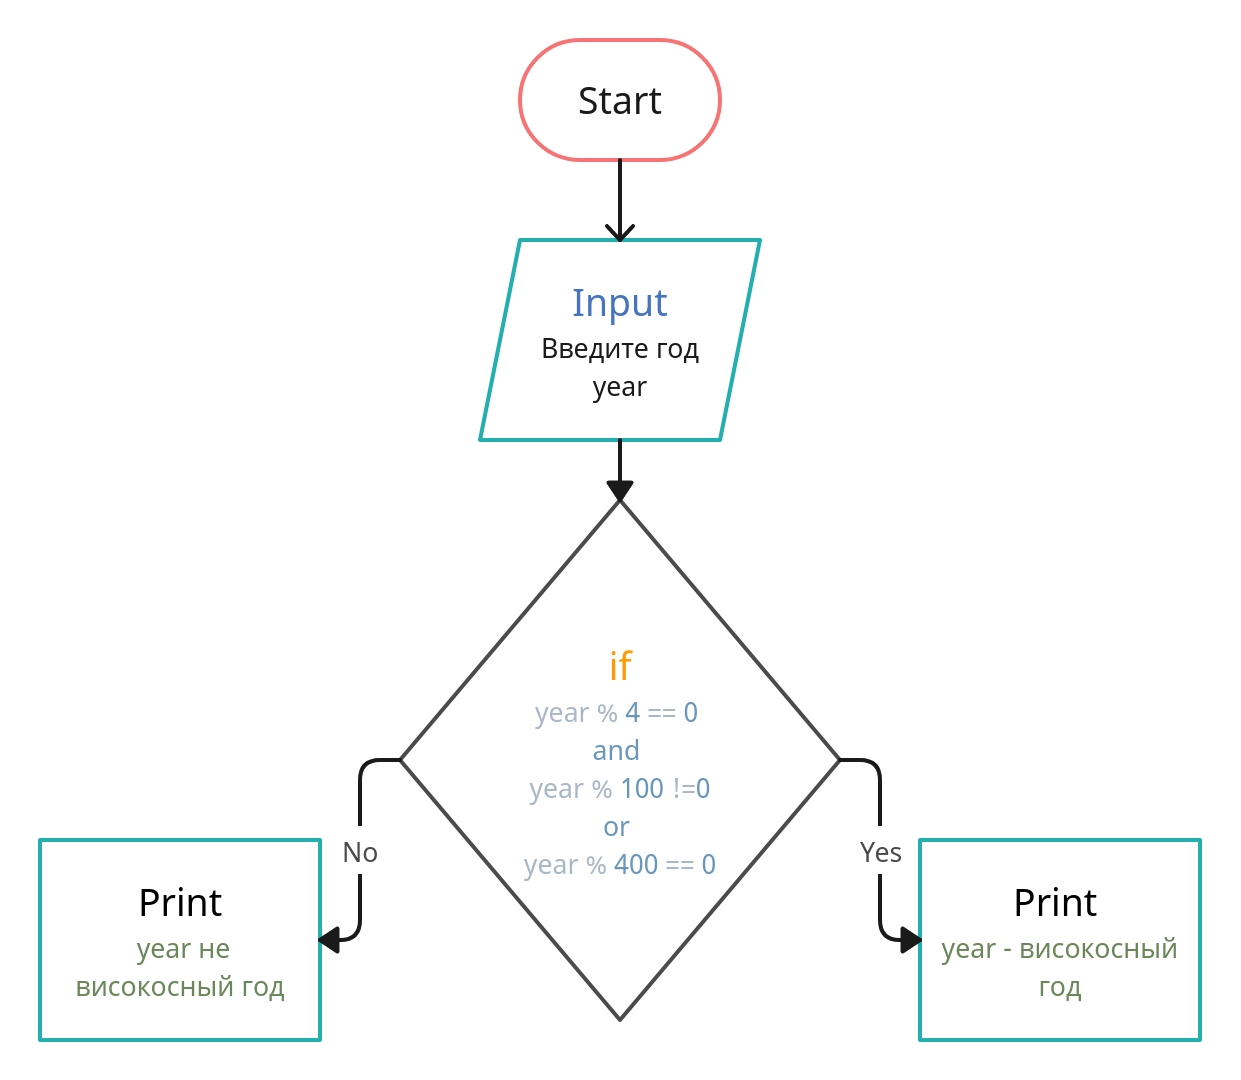 Start
Input
Введите год
year
if
year % 4 == 0
and
year % 100 !=0
or
year % 400 == 0
No
Yes
Print
year не
високосный год
Print
year - високосный
год